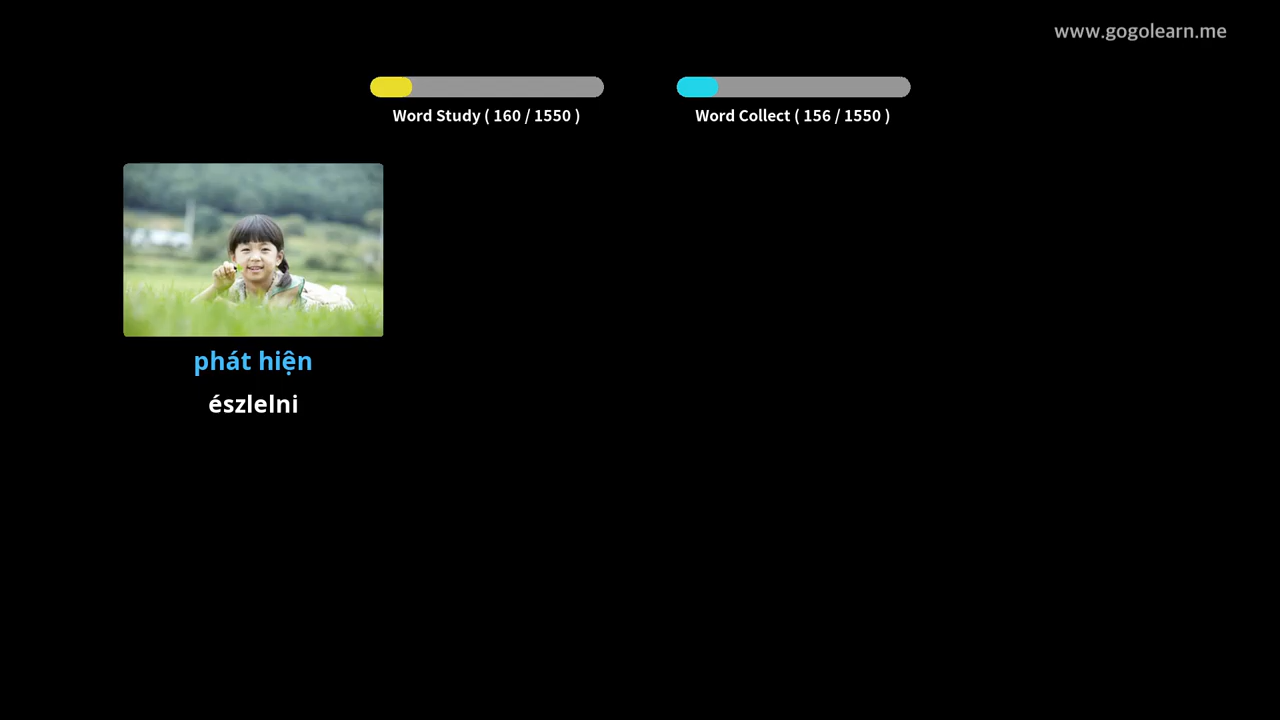 www.gogolearn.me
Word Study ( 160 / 1550 )
Word Collect ( 156 / 1550 )
phát hiện
észlelni